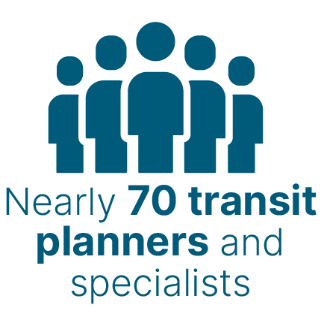 Nearly 70 transit
planners and
specialists